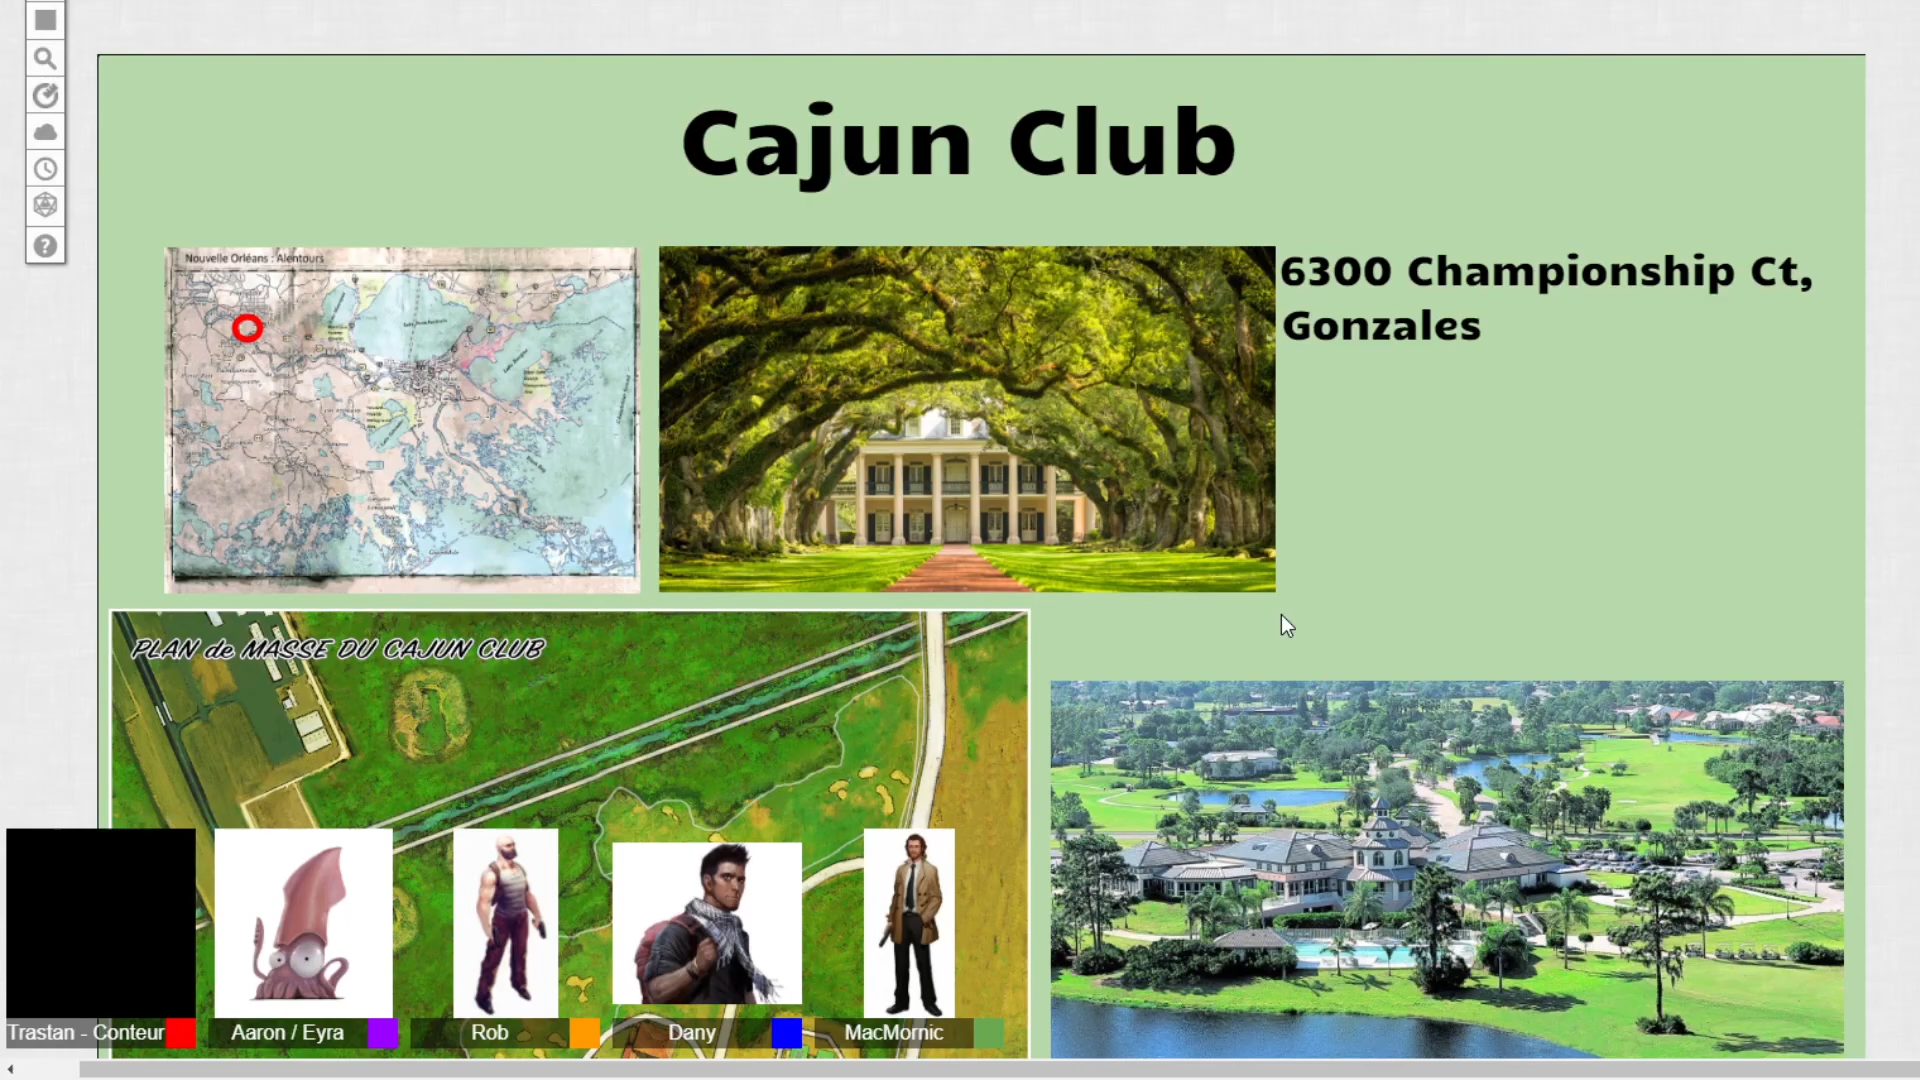 Cajun Club
Nouvelle Orléans : Alentours
6300 Championship Ct,
Gonzales
PLAN de MASSE DU CAJUN CLUB
Trastan - Conteur
Aaron / Eyra
Rob
Dany
MacMornic